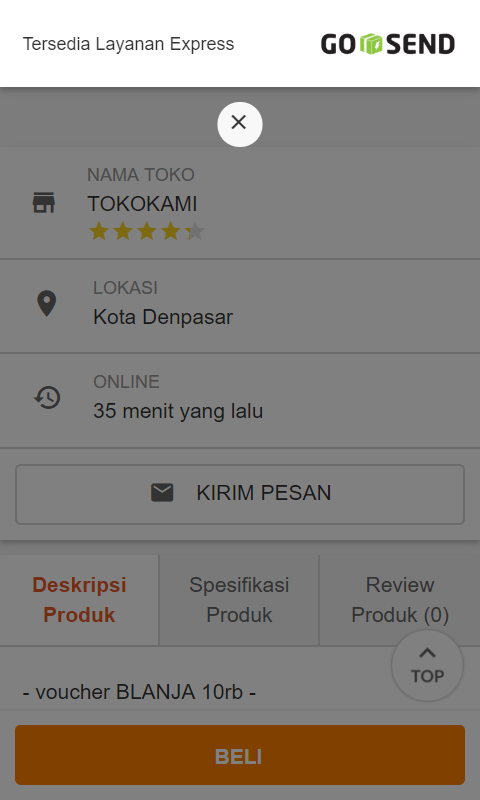 Tersedia Layanan Express
GO SEND
NAMA TOKO
TOKOKAMI
LOKASI
Kota Denpasar
ONLINE
35 menit yang lalu
KIRIM PESAN
Deskripsi
Produk
Spesifikasi
Produk
Review
Produk (0)
TOP
- voucher BLANJA 10rb -
BELI